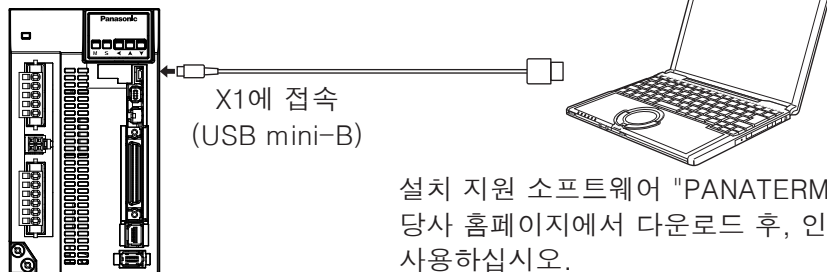 Panasonic
M S
X1에 접속
(USB mini-B)
설치 지원 소프트웨어 "PANATERM
당사 홈페이지에서 다운로드 후, 인
사용하십시오.